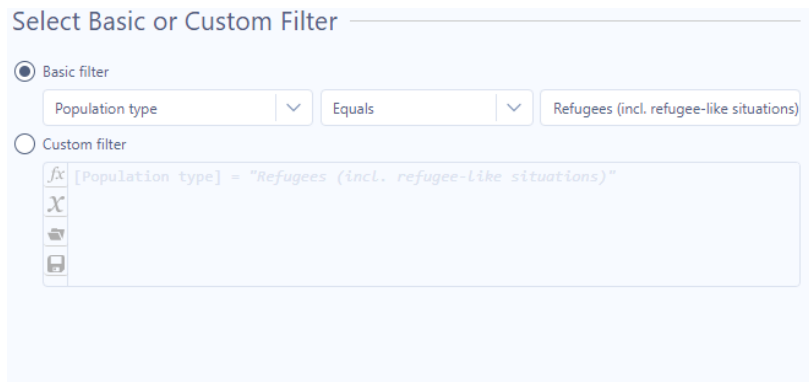 Select Basic or Custom Filter
Basic filter
Population type Equals Refugees (incl. refugee-like situations)
Custom filter
fx [Population type] = "Refugees (incl. refugee-like situations)"
x